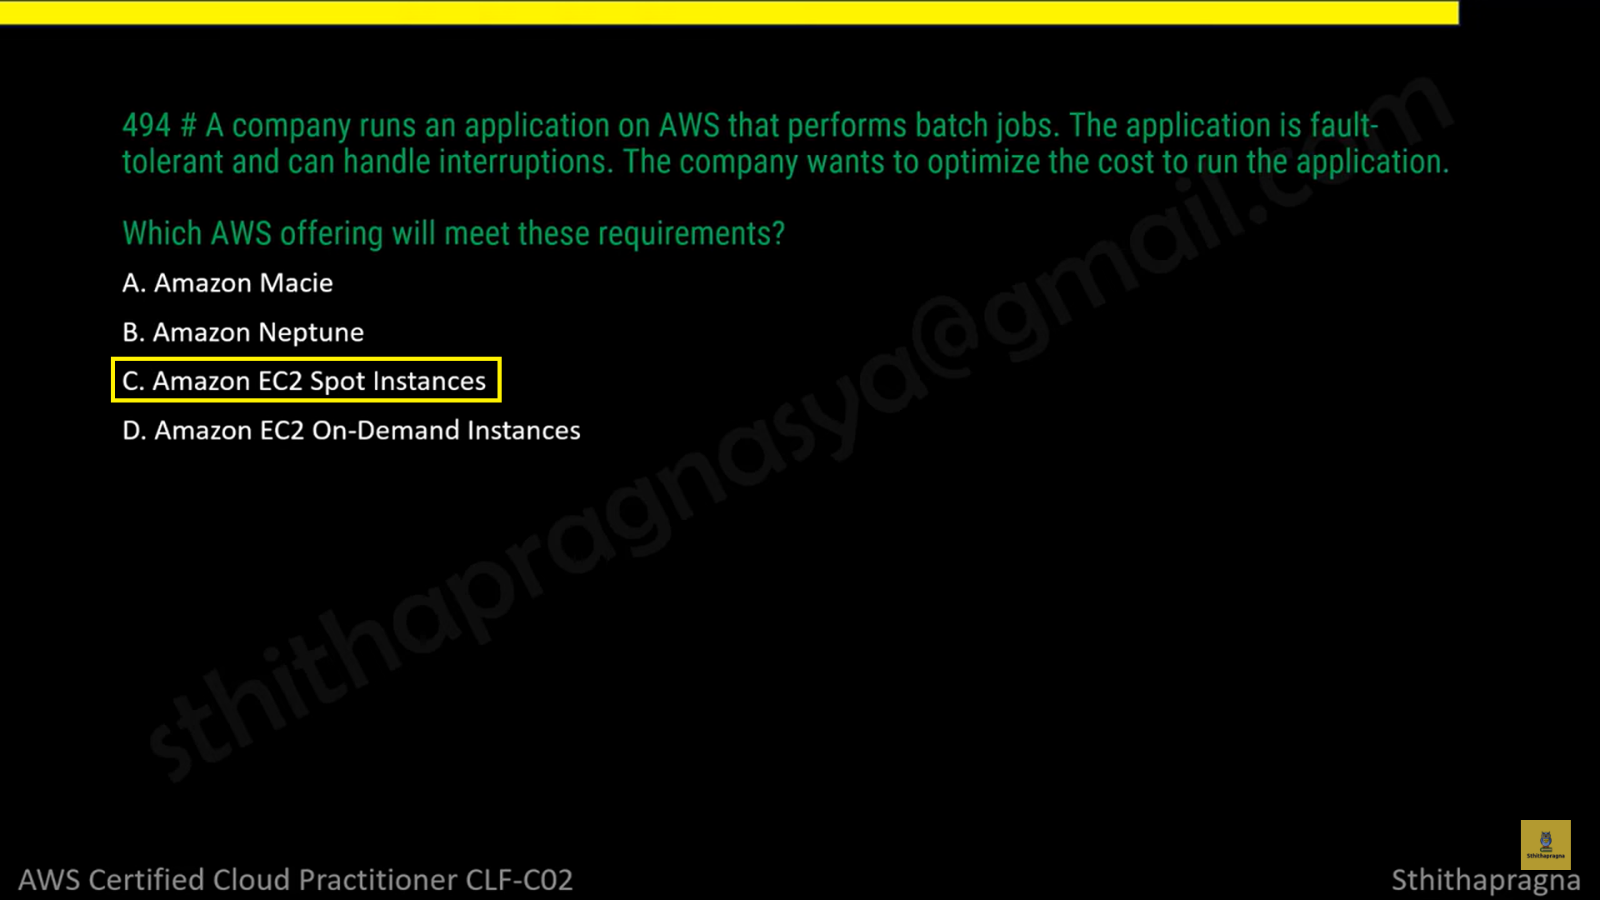 494 # A company runs an application on AWS that performs batch jobs. The application is fault-
tolerant and can handle interruptions. The company wants to optimize the cost to run the application.
Which AWS offering will meet these requirements?
A. Amazon Macie
B. Amazon Neptune
C. Amazon EC2 Spot Instances
D. Amazon EC2 On-Demand Instances
sthithapragnasya@gmail.com
Sthithapragna
AWS Certified Cloud Practitioner CLF-C02
Sthithapragna